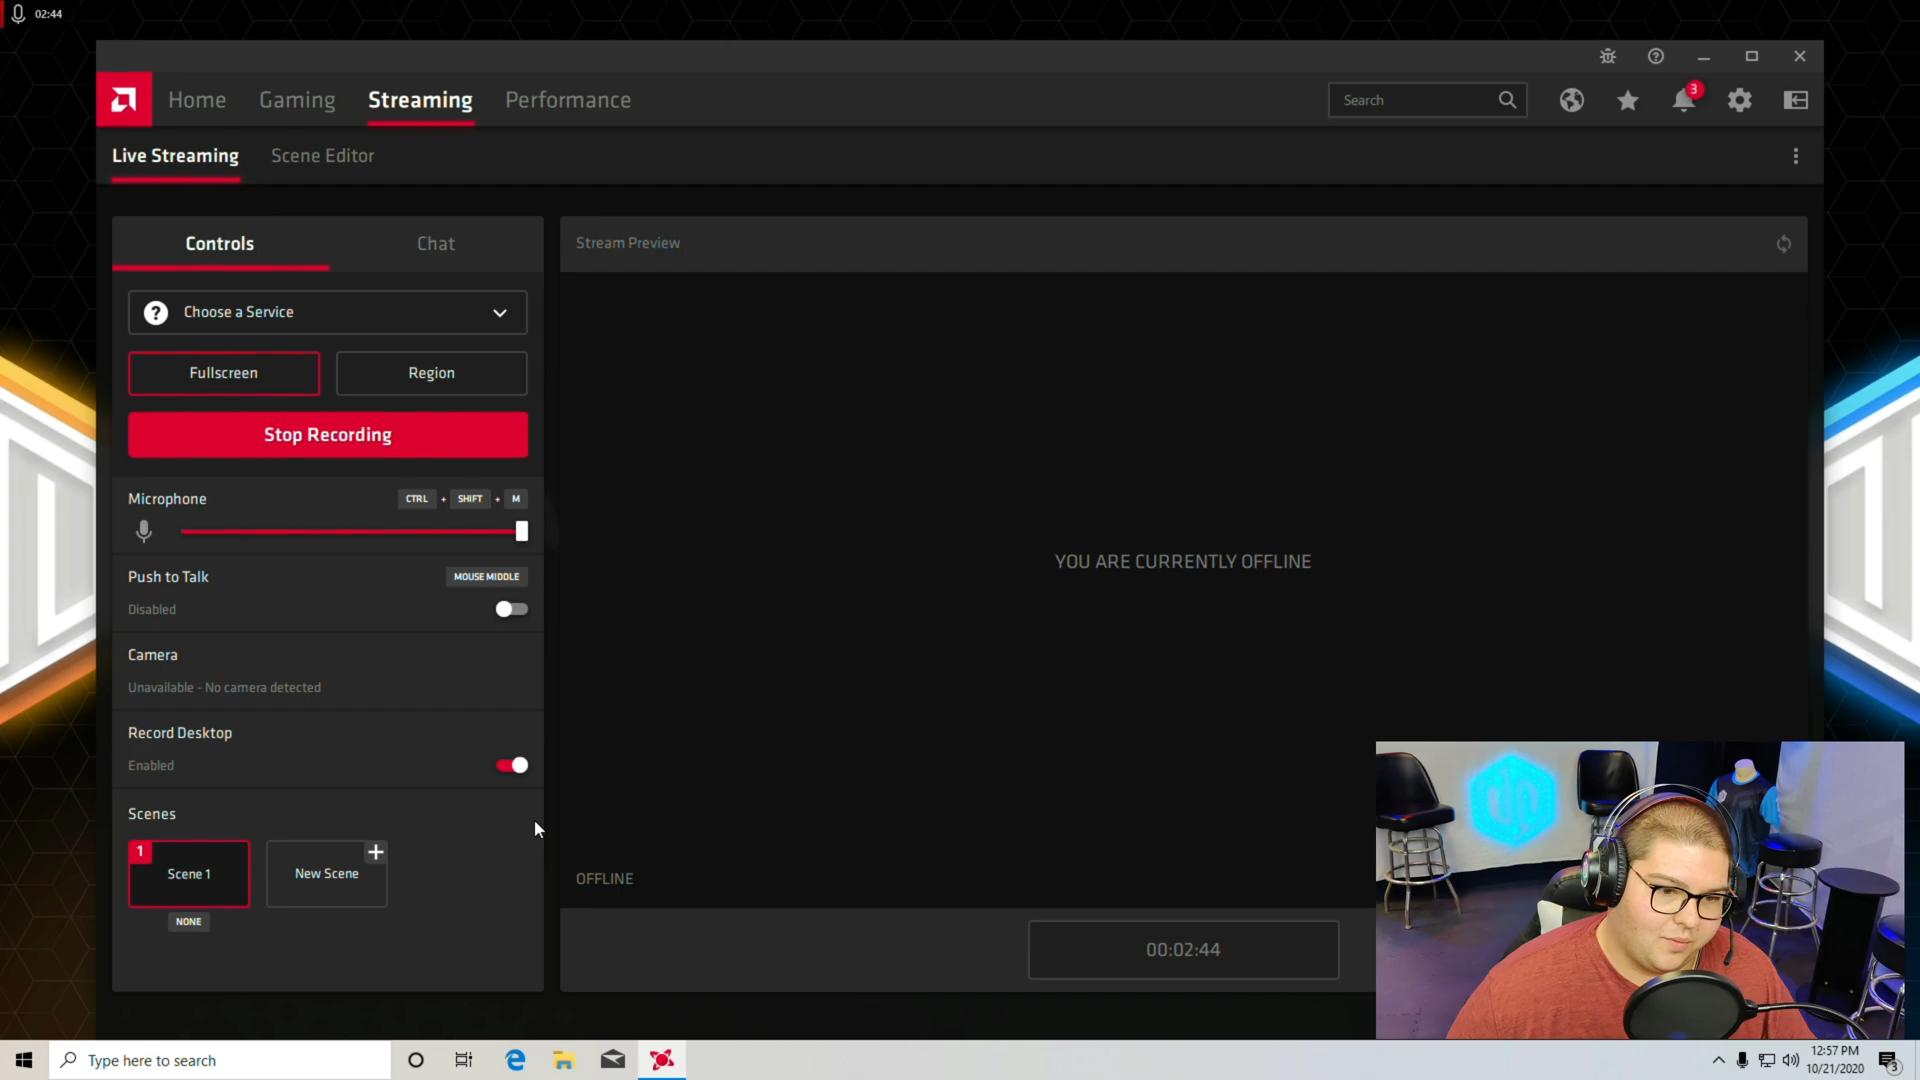 02:44
Home Gaming Streaming Performance
Search
3
Live Streaming Scene Editor
Controls Chat
Stream Preview
? Choose a Service
Fullscreen Region
Stop Recording
Microphone CTRL + SHIFT + M
Push to Talk MOUSE MIDDLE
Disabled
YOU ARE CURRENTLY OFFLINE
Camera
Unavailable - No camera detected
Record Desktop
Enabled
Scenes
1
Scene 1 New Scene
NONE
OFFLINE
00:02:44
Type here to search
12:57 PM
10/21/2020
3